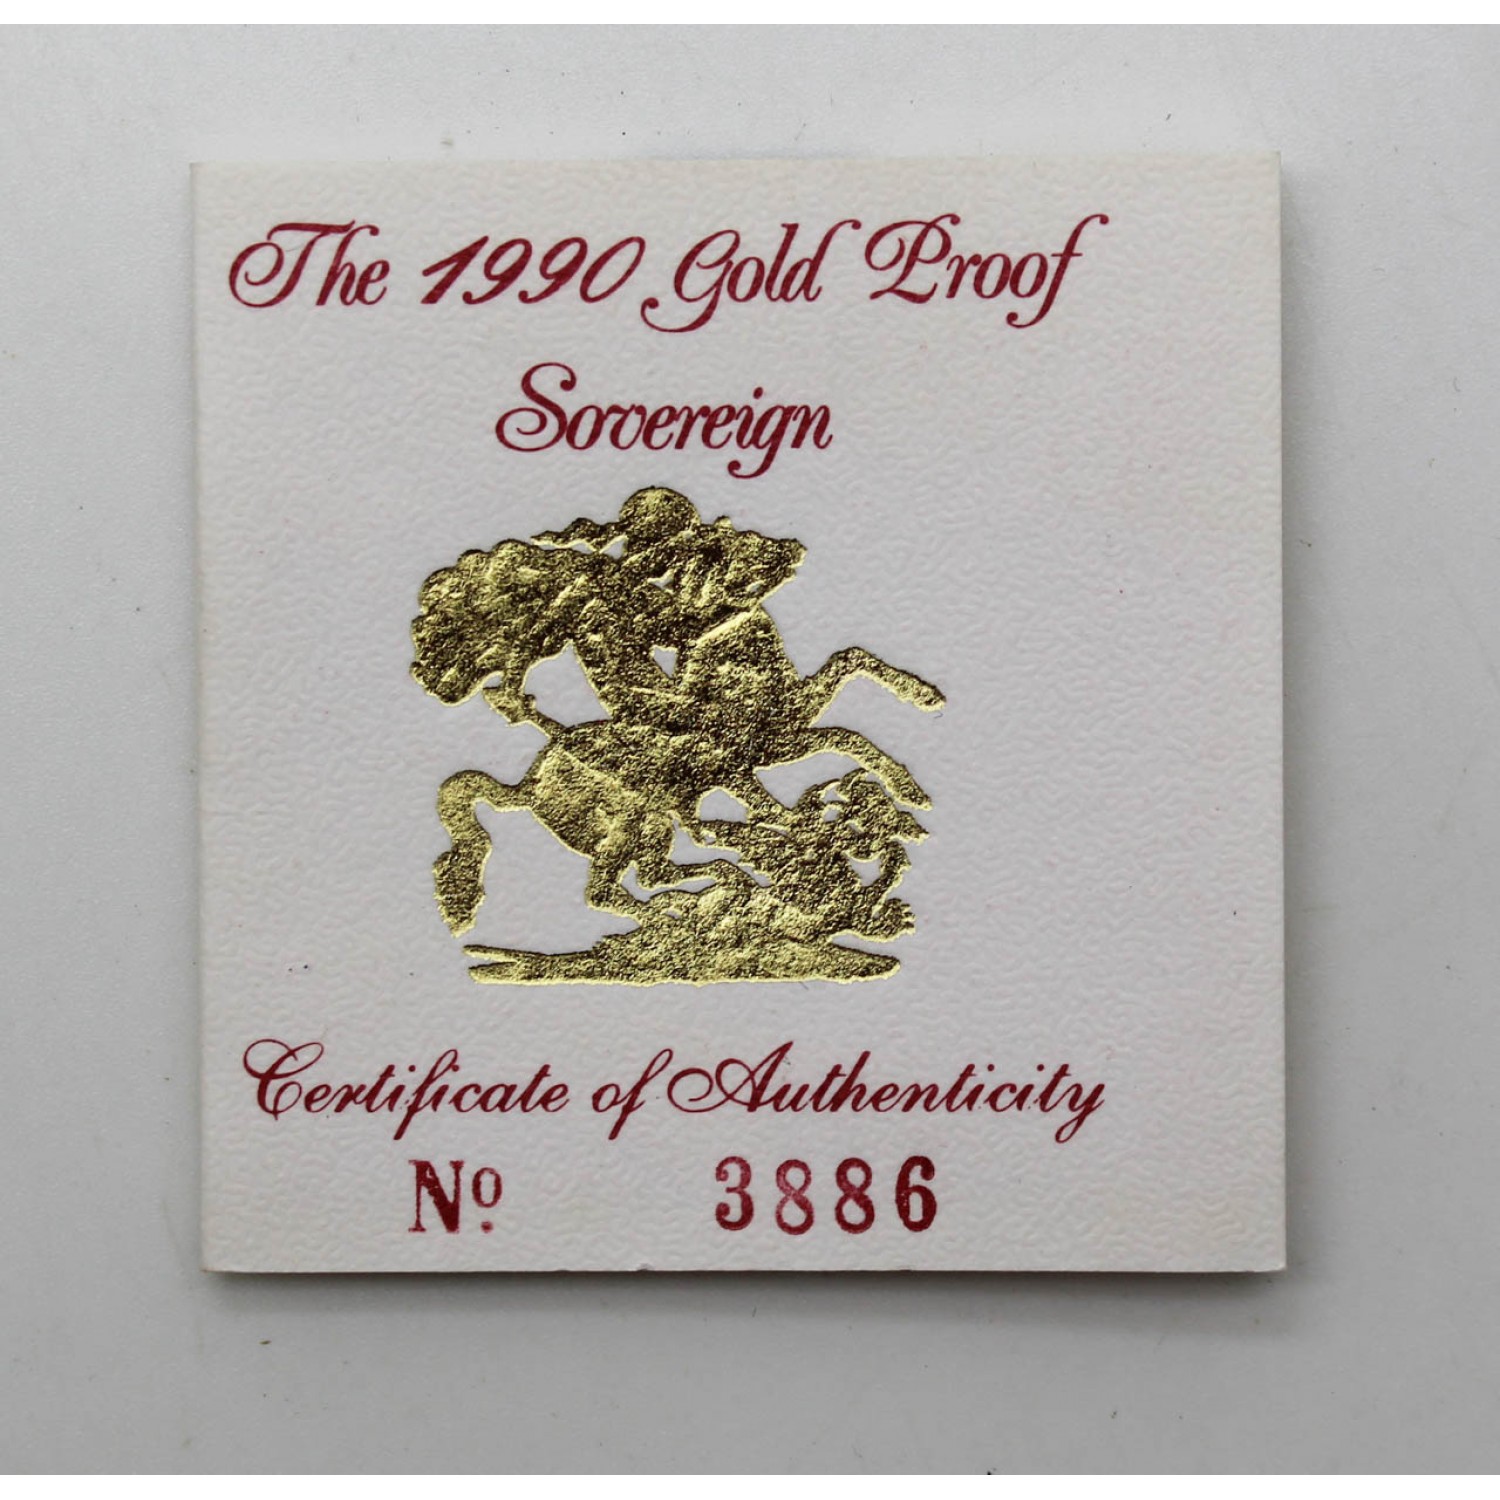 The 1990 Gold Proof
Sovereign
Certificate of Authenticity
Nº. 3886